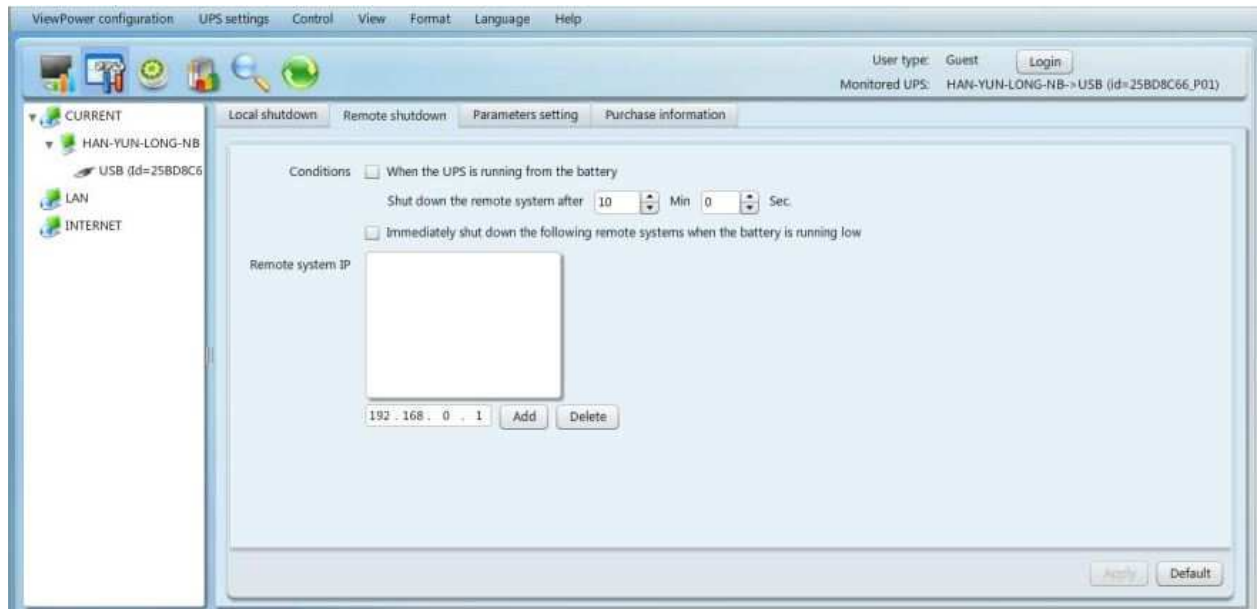 ViewPower configuration UPS settings Control View Format Language Help
User type: Guest Login
Monitored UPS: HAN-YUN-LONG-NB->USB (id=25BD8C66_P01)
CURRENT
HAN-YUN-LONG-NB
USB (Id=25BD8C6
LAN
INTERNET
Local shutdown Remote shutdown Parameters setting Purchase information
Conditions When the UPS is running from the battery
Shut down the remote system after 10 Min 0 Sec.
Immediately shut down the following remote systems when the battery is running low
Remote system IP
192 . 168 . 0 . 1 Add Delete
Apply Default